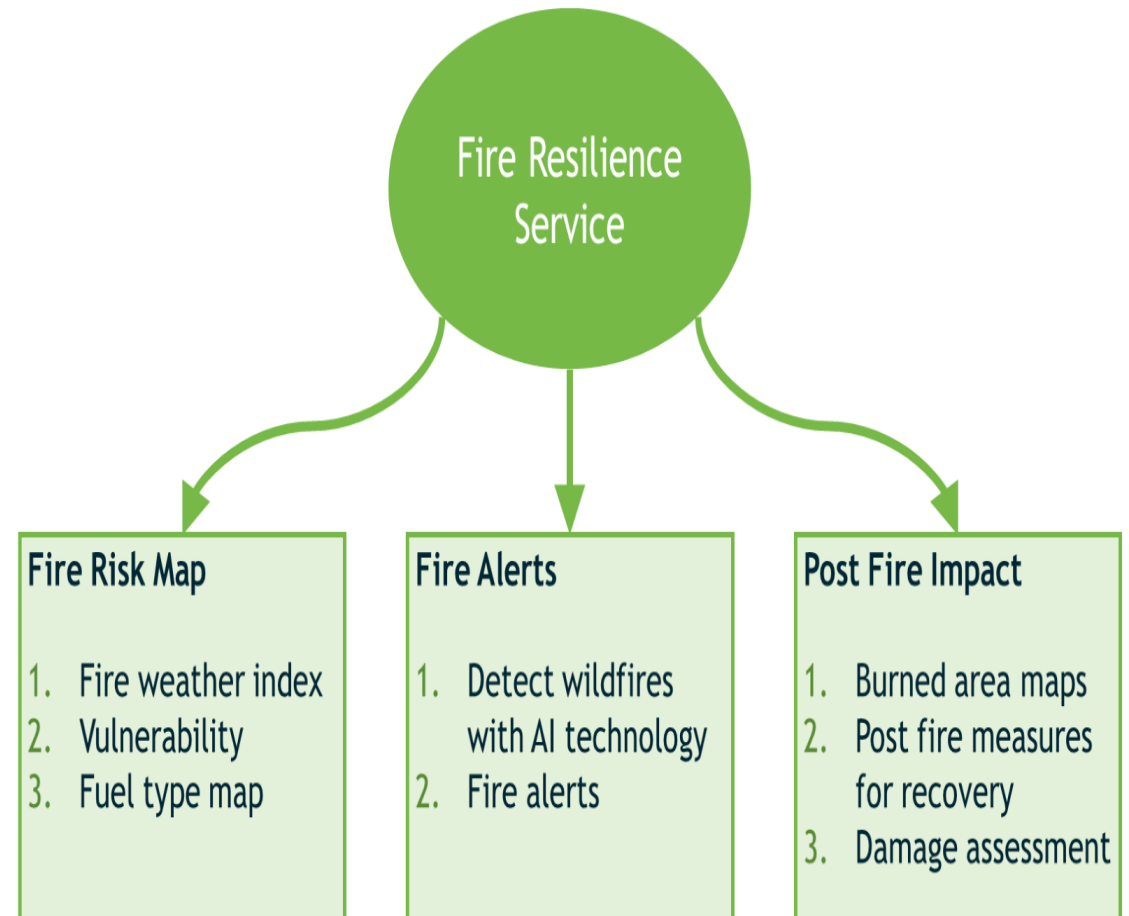 Fire Resilience
Service
Fire Risk Map
1. Fire weather index
2. Vulnerability
3. Fuel type map
Fire Alerts
1. Detect wildfires
with AI technology
2. Fire alerts
Post Fire Impact
1. Burned area maps
2. Post fire measures
for recovery
3. Damage assessment